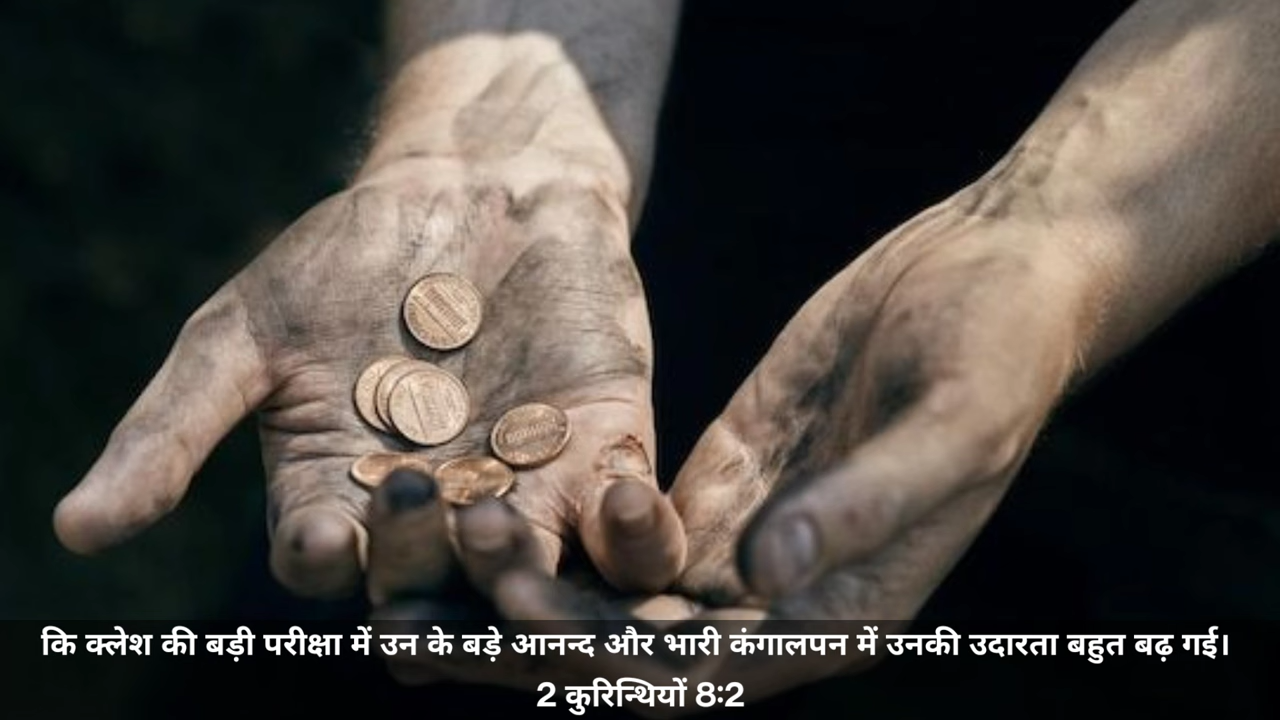 कि क्लेश की बड़ी परीक्षा में उन के बड़े आनन्द और भारी कंगालपन में उनकी उदारता बहुत बढ़ गई।
2 कुरिन्थियों 8:2